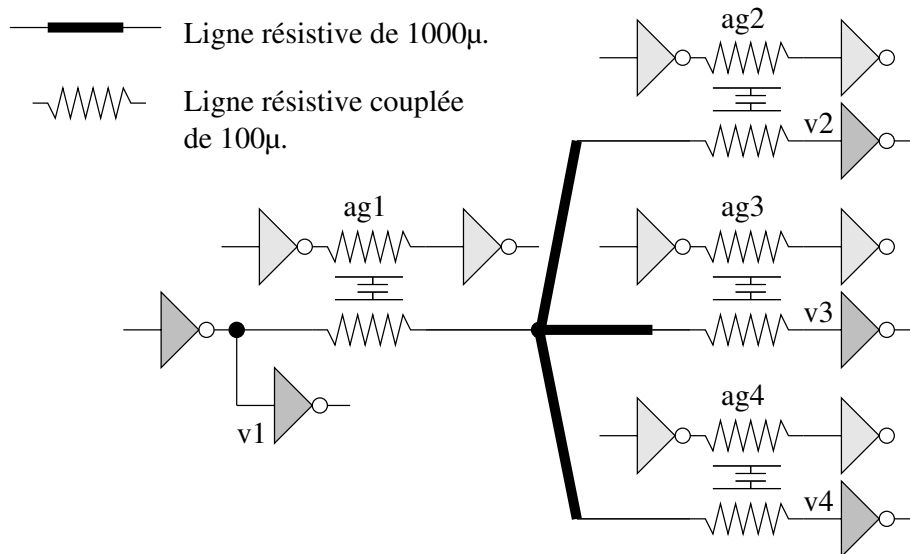 Ligne résistive de 1000µ.
Ligne résistive couplée
de 100µ.
ag2
v2
ag1
ag3
v3
v1
ag4
v4